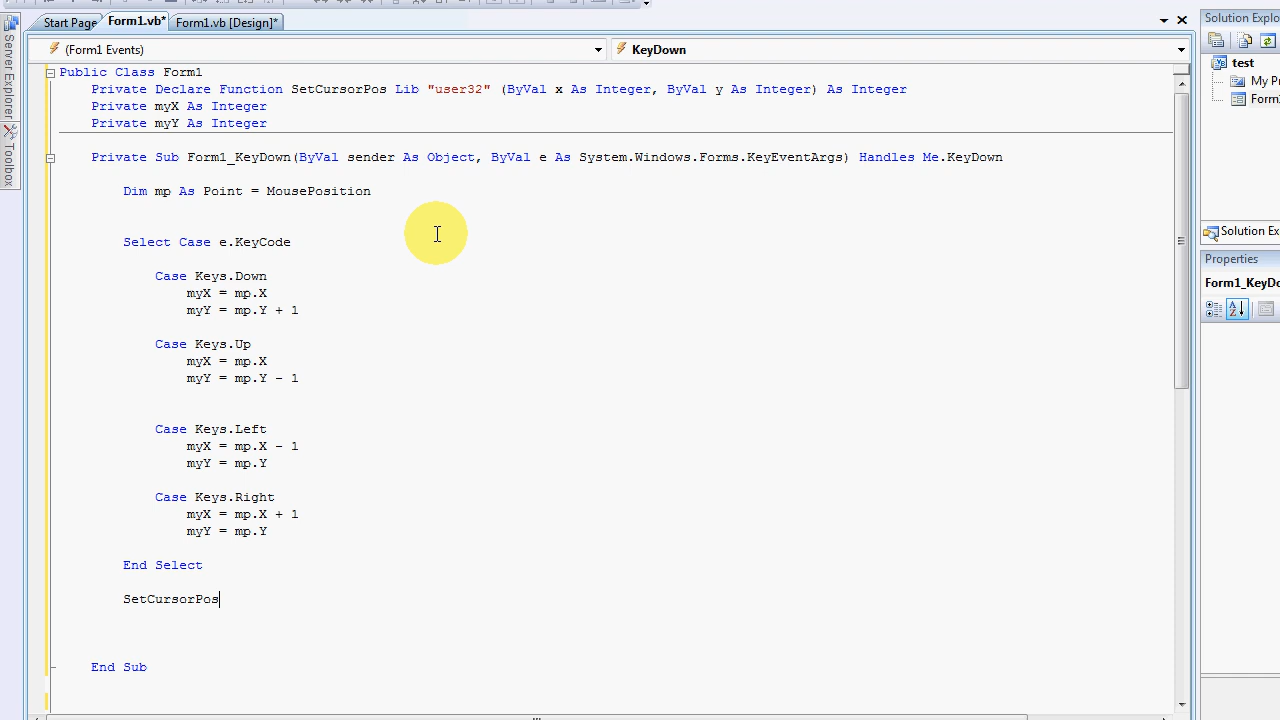 Start Page Form1.vb* Form1.vb [Design]*
Solution Explo
(Form1 Events) KeyDown
Server Explorer
Toolbox
test
My Pr
Form1
Public Class Form1
Private Declare Function SetCursorPos Lib "user32" (ByVal x As Integer, ByVal y As Integer) As Integer
Private myX As Integer
Private myY As Integer
Private Sub Form1_KeyDown(ByVal sender As Object, ByVal e As System.Windows.Forms.KeyEventArgs) Handles Me.KeyDown
Dim mp As Point = MousePosition
Select Case e.KeyCode
Case Keys.Down
myX = mp.X
myY = mp.Y + 1
Case Keys.Up
myX = mp.X
myY = mp.Y - 1
Case Keys.Left
myX = mp.X - 1
myY = mp.Y
Case Keys.Right
myX = mp.X + 1
myY = mp.Y
End Select
SetCursorPos
End Sub
Solution Ex
Properties
Form1_KeyDo